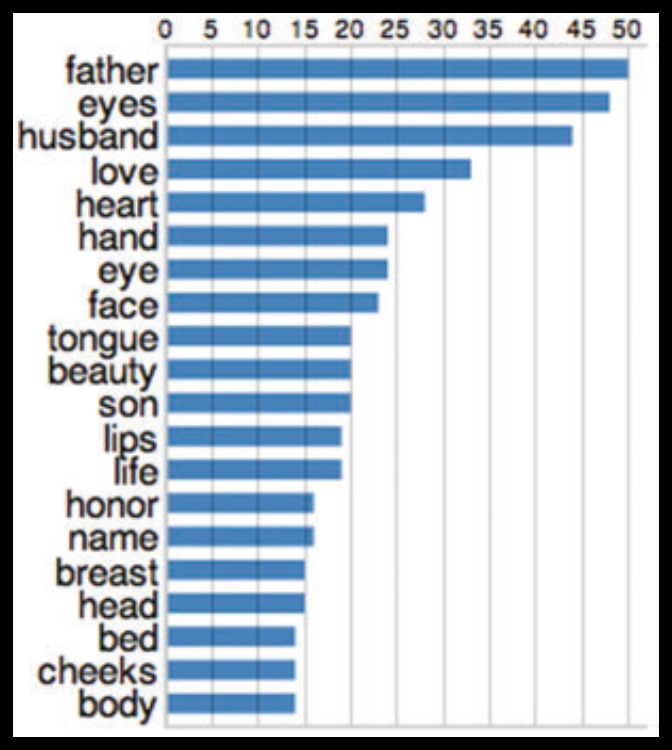 0 5 10 15 20 25 30 35 40 45 50
father
eyes
husband
love
heart
hand
eye
face
tongue
beauty
son
lips
life
honor
name
breast
head
bed
cheeks
body